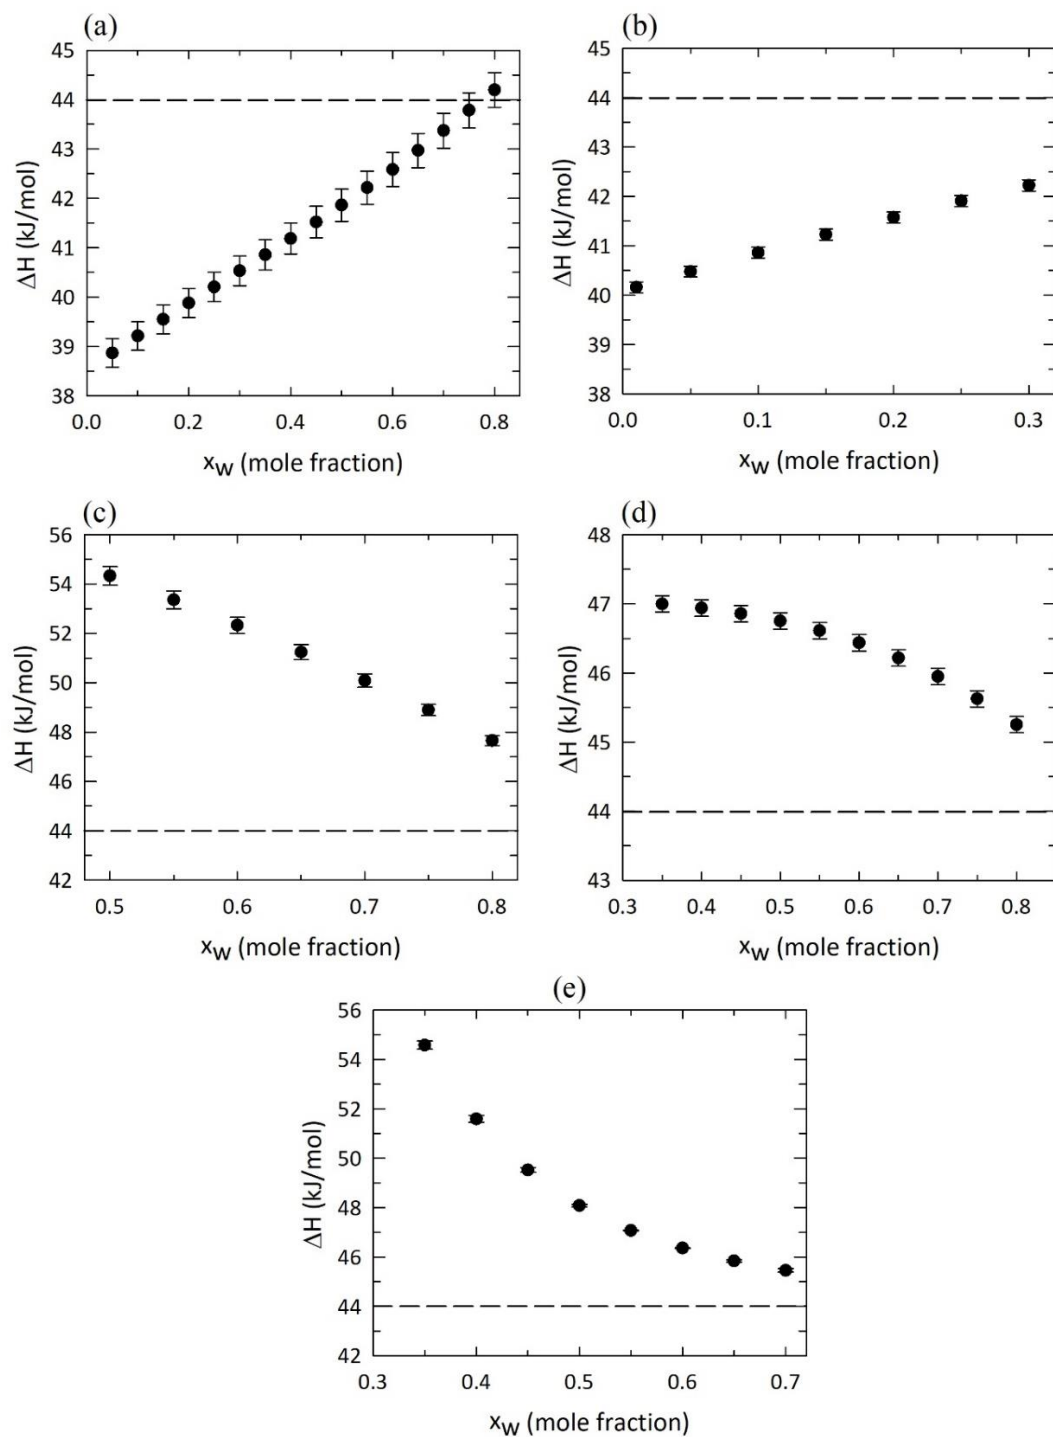 (a)
45
44
43
42
41
40
39
38
ΔH (kJ/mol)
0.0 0.2 0.4 0.6 0.8
xw (mole fraction)
(b)
45
44
43
42
41
40
39
38
ΔH (kJ/mol)
0.0 0.1 0.2 0.3
xw (mole fraction)
(c)
56
54
52
50
48
46
44
42
ΔH (kJ/mol)
0.5 0.6 0.7 0.8
xw (mole fraction)
(d)
48
47
46
45
44
43
ΔH (kJ/mol)
0.3 0.4 0.5 0.6 0.7 0.8
xw (mole fraction)
(e)
56
54
52
50
48
46
44
42
ΔH (kJ/mol)
0.3 0.4 0.5 0.6 0.7
xw (mole fraction)